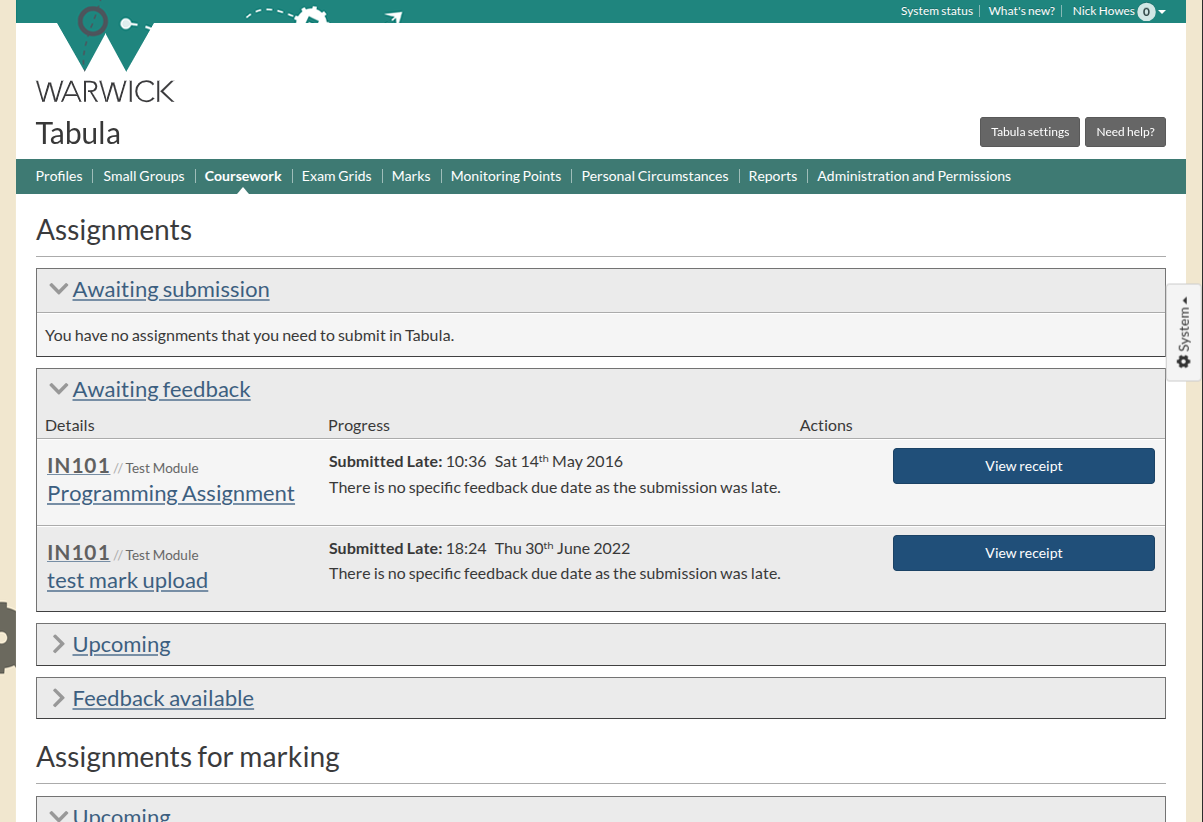 System status What's new? Nick Howes 0
WARWICK
Tabula
Tabula settings Need help?
Profiles Small Groups Coursework Exam Grids Marks Monitoring Points Personal Circumstances Reports Administration and Permissions
Assignments
Awaiting submission
You have no assignments that you need to submit in Tabula.
System
Awaiting feedback
Details Progress Actions
IN101 // Test Module
Programming Assignment
Submitted Late: 10:36 Sat 14th May 2016
There is no specific feedback due date as the submission was late.
View receipt
IN101 // Test Module
test mark upload
Submitted Late: 18:24 Thu 30th June 2022
There is no specific feedback due date as the submission was late.
View receipt
Upcoming
Feedback available
Assignments for marking
Upcoming